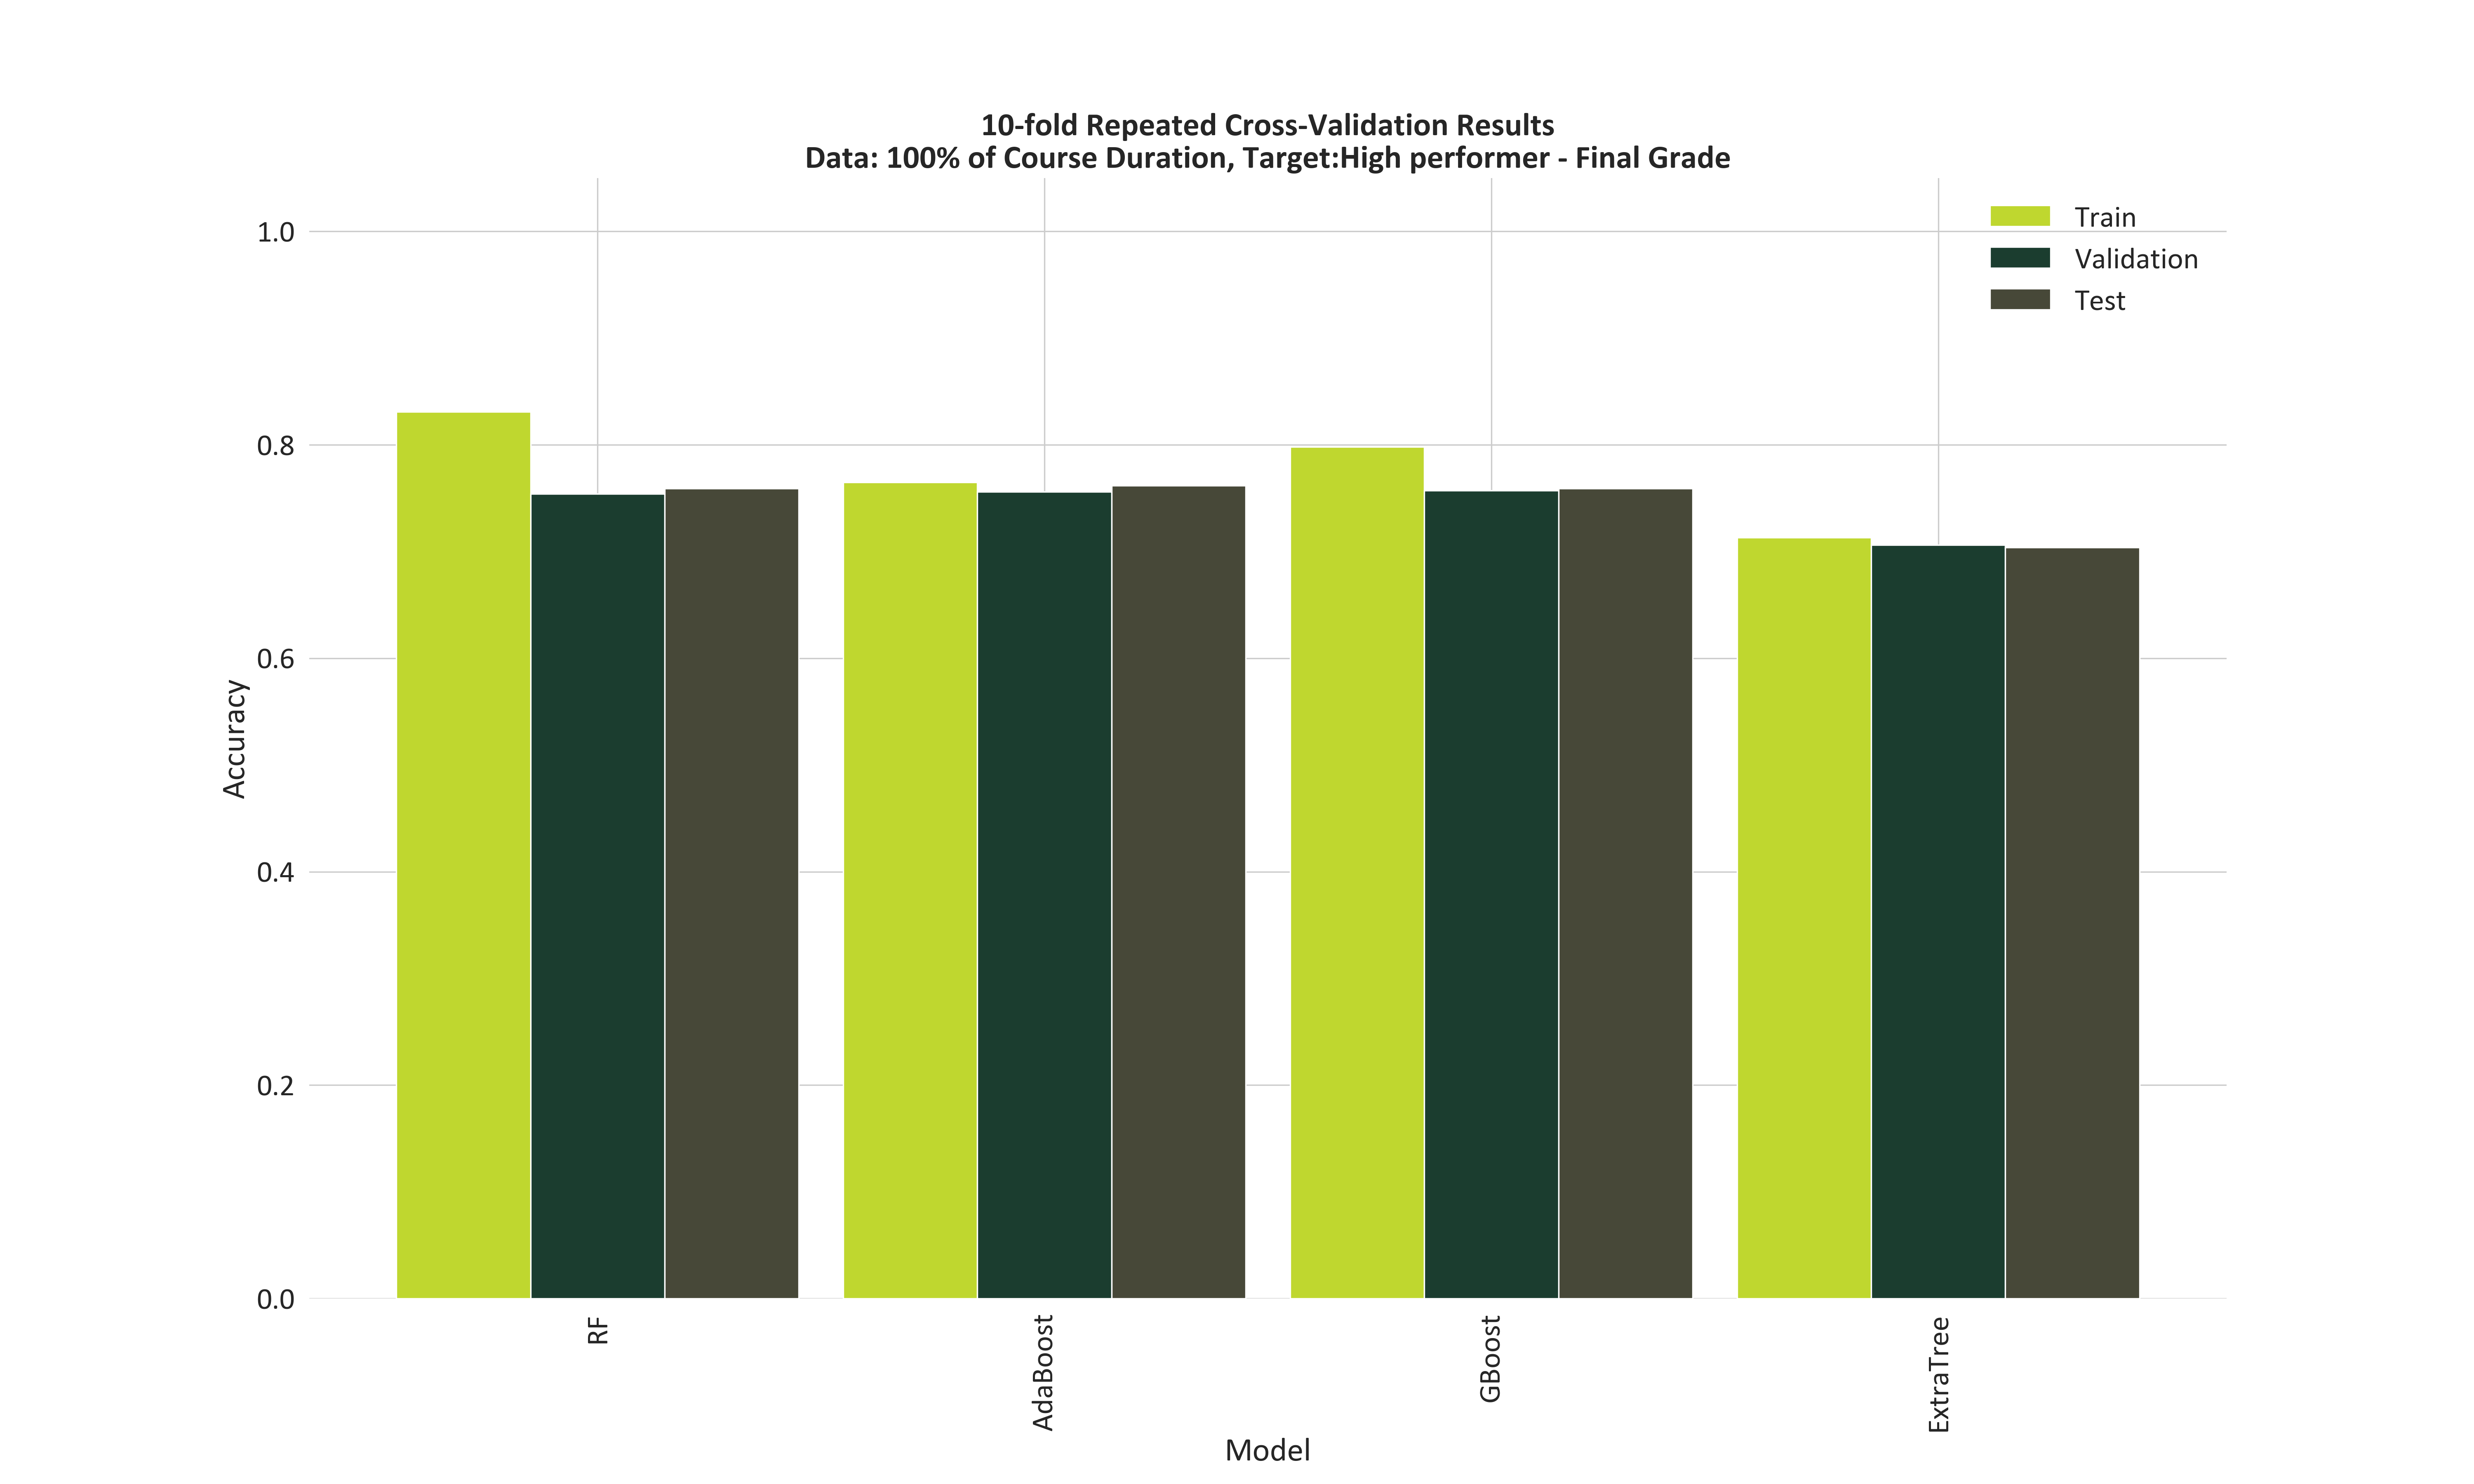 10-fold Repeated Cross-Validation Results
Data: 100% of Course Duration, Target:High performer - Final Grade
Train
Validation
Test
1.0
0.8
0.6
0.4
0.2
0.0
Accuracy
RF
AdaBoost
GBoost
ExtraTree
Model